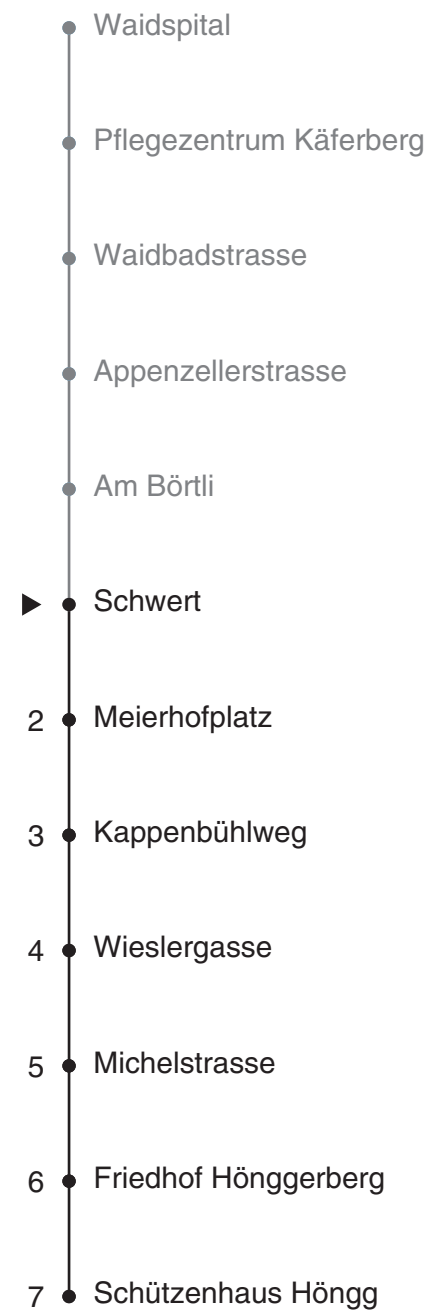 Waidspital
Pflegezentrum Käferberg
Waidbadstrasse
Appenzellerstrasse
Am Börtli
Schwert
2 Meierhofplatz
3 Kappenbühlweg
4 Wieslergasse
5 Michelstrasse
6 Friedhof Hönggerberg
7 Schützenhaus Höngg